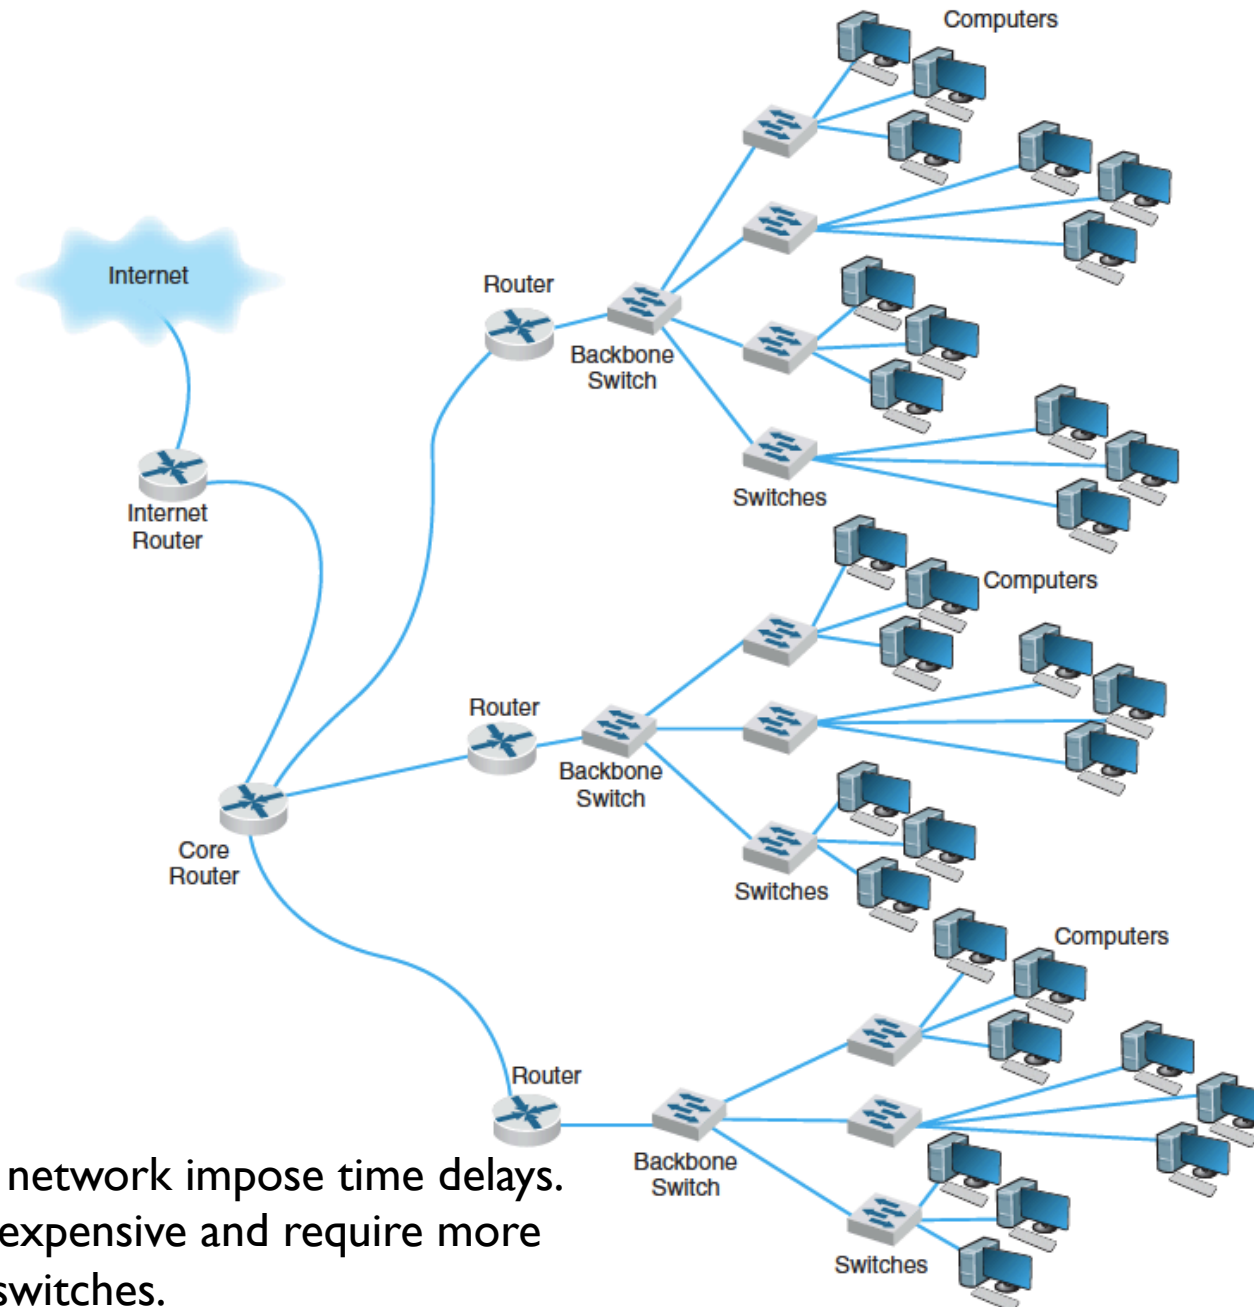 Computers
Internet
Router
Backbone
Switch
Internet
Router
Switches
Computers
Router
Backbone
Switch
Core
Router
Switches
Computers
Router
Backbone
Switch
Switches
network impose time delays.
expensive and require more
switches.